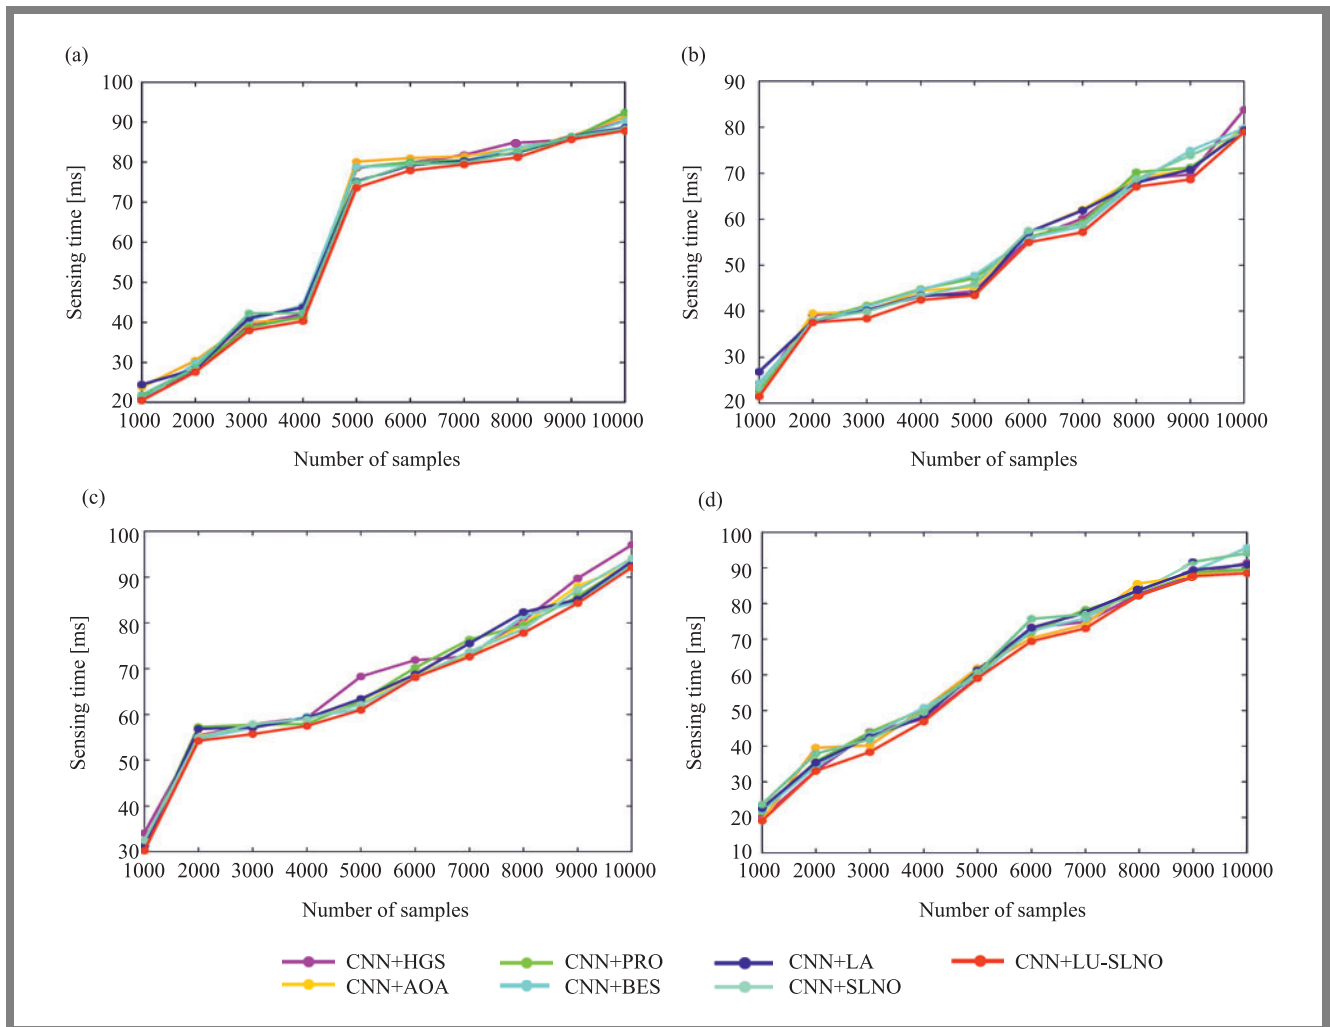 (a)
100
90
80
70
60
50
40
30
20
Sensing time [ms]
1000 2000 3000 4000 5000 6000 7000 8000 9000 10000
Number of samples
(b)
90
80
70
60
50
40
30
20
Sensing time [ms]
1000 2000 3000 4000 5000 6000 7000 8000 9000 10000
Number of samples
(c)
100
90
80
70
60
50
40
30
Sensing time [ms]
1000 2000 3000 4000 5000 6000 7000 8000 9000 10000
Number of samples
(d)
100
90
80
70
60
50
40
30
20
10
Sensing time [ms]
1000 2000 3000 4000 5000 6000 7000 8000 9000 10000
Number of samples
CNN+HGS CNN+PRO CNN+LA CNN+LU-SLNO
CNN+AOA CNN+BES CNN+SLNO